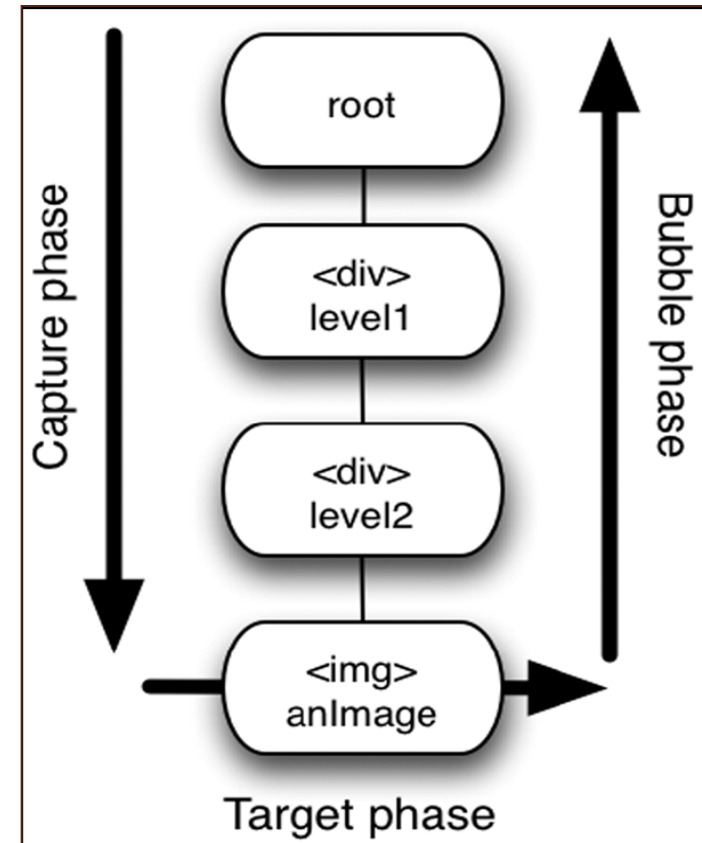 root
<div>
level1
<div>
level2
<img>
anImage
Capture phase
Bubble phase
Target phase